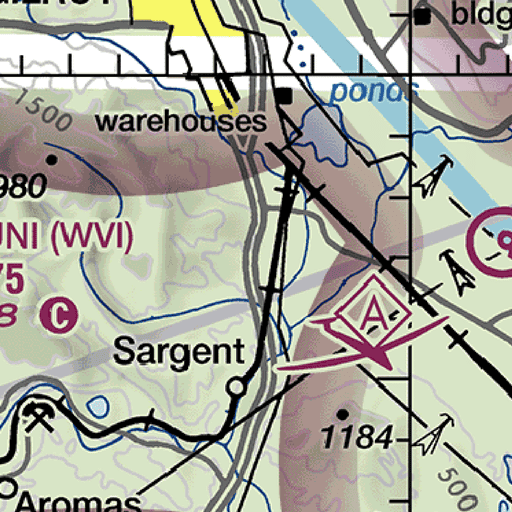 bldg
ponds
1500
warehouses
980
UNI (WVI)
75
8 C
A
Sargent
1184
500
Aromas